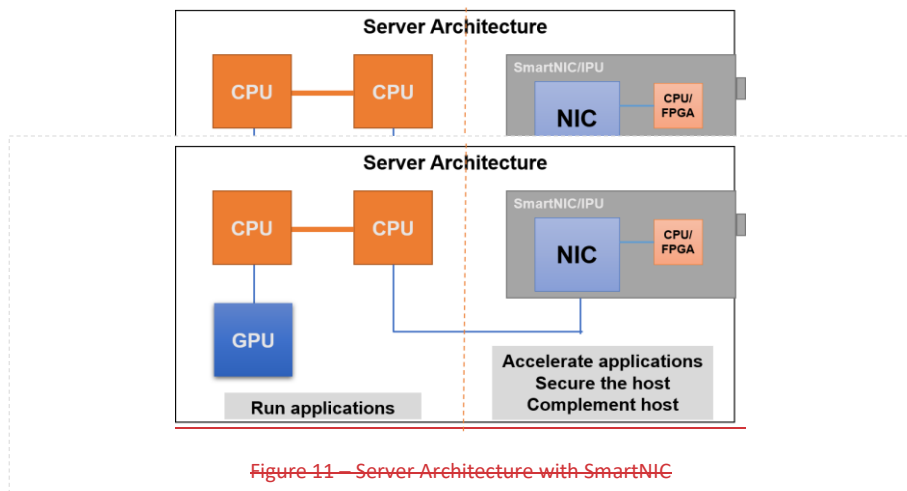 Server Architecture
SmartNIC/IPU
CPU CPU
NIC
CPU/
FPGA
Server Architecture
SmartNIC/IPU
CPU CPU
NIC
CPU/
FPGA
GPU
Accelerate applications
Secure the host
Complement host
Run applications
Figure 11 – Server Architecture with SmartNIC